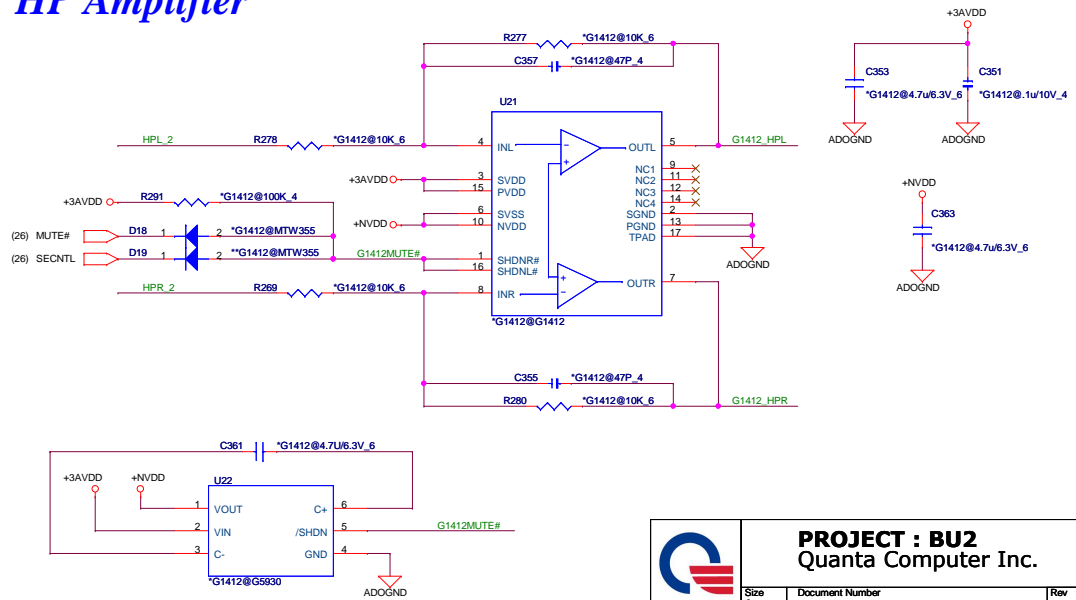 HP Amplifier
+3AVDD
R277 *G1412@10K_6
C357 *G1412@47P_4
C353
*G1412@4.7u/6.3V_6
C351
*G1412@.1u/10V_4
ADOGND
ADOGND
U21
HPL_2
R278 *G1412@10K_6
4 INL
OUTL 5
G1412_HPL
+3AVDD
3 SVDD
15 PVDD
NC1 9
NC2 11
NC3 12
NC4 14
+3AVDD
R291 *G1412@100K_4
+NVDD
6 SVSS
10 NVDD
SGND 2
PGND 13
TPAD 17
ADOGND
+NVDD
C363
*G1412@4.7u/6.3V_6
ADOGND
(26) MUTE#
D18 1 2 *G1412@MTW355
(26) SECNTL
D19 1 2 **G1412@MTW355
G1412MUTE#
1 SHDNR#
16 SHDNL#
HPR_2
R269 *G1412@10K_6
8 INR
OUTR 7
*G1412@G1412
C355 *G1412@47P_4
R280 *G1412@10K_6
G1412_HPR
C361 *G1412@4.7U/6.3V_6
+3AVDD
+NVDD
U22
1 VOUT
C+ 6
2 VIN
/SHDN 5
G1412MUTE#
3 C-
GND 4
*G1412@G5930
ADOGND
PROJECT : BU2
Quanta Computer Inc.
Size
Document Number
Rev